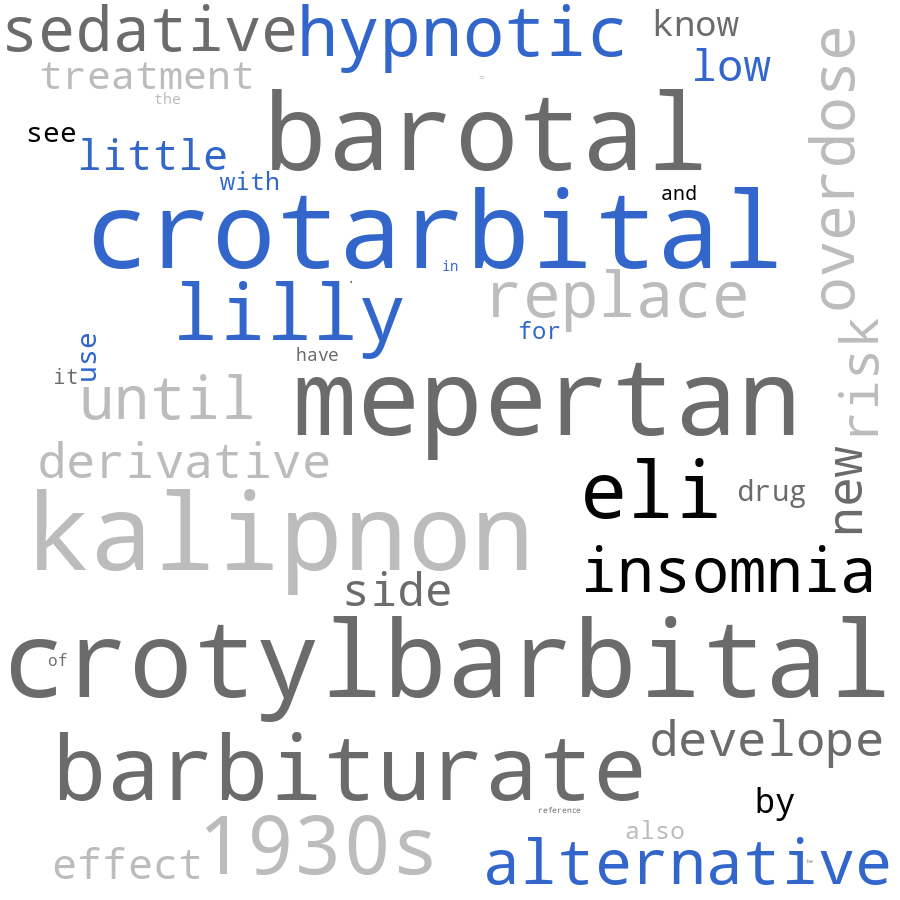 sedative hypnotic know
treatment low
the =
see little barotal overdose
with and
crotarbital
in
lilly replace
for
use have
it until mepertan risk
derivative
eli drug new
kalipnon
insomnia
side
crotylbarbital
of
barbiturate develope
by
reference
1930s also
effect alternative